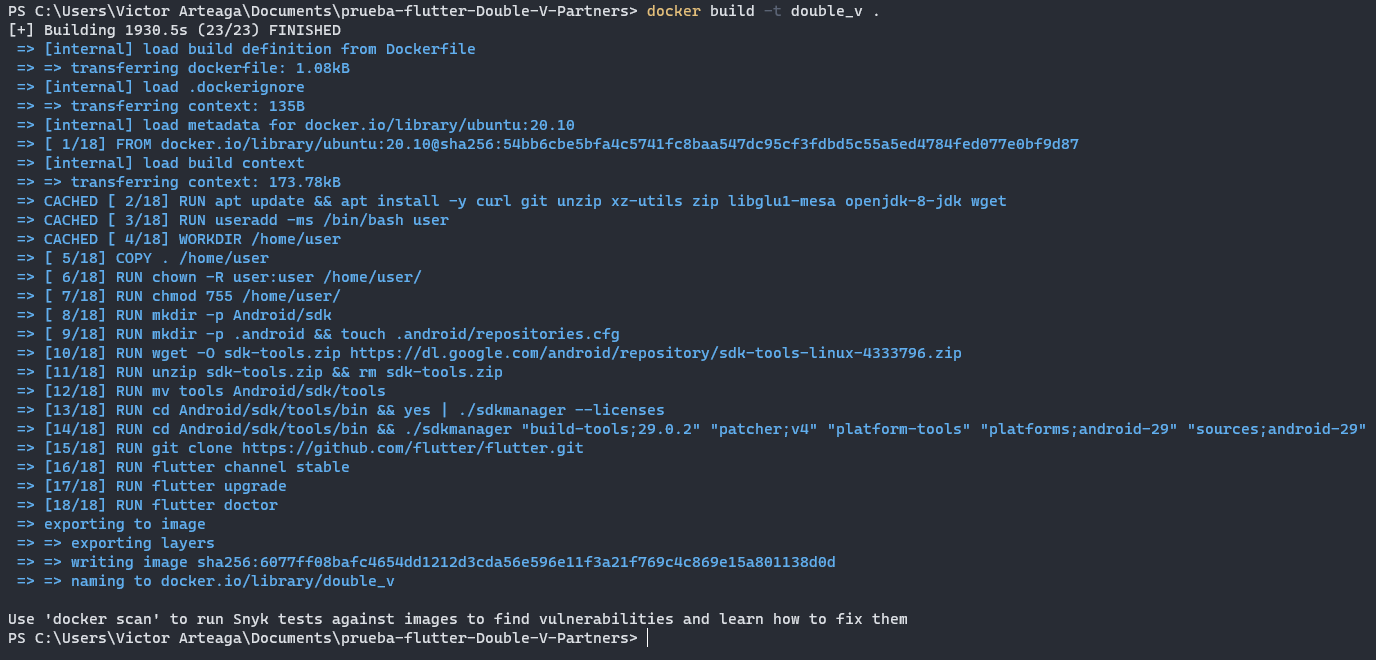 PS C:\Users\Victor Arteaga\Documents\prueba-flutter-Double-V-Partners> docker build -t double_v .
[+] Building 1930.5s (23/23) FINISHED
=> [internal] load build definition from Dockerfile
=> => transferring dockerfile: 1.08kB
=> [internal] load .dockerignore
=> => transferring context: 135B
=> [internal] load metadata for docker.io/library/ubuntu:20.10
=> [ 1/18] FROM docker.io/library/ubuntu:20.10@sha256:54bb6cbe5bfa4c5741fc8baa547dc95cf3fdbd5c55a5ed4784fed077e0bf9d87
=> [internal] load build context
=> => transferring context: 173.78kB
=> CACHED [ 2/18] RUN apt update && apt install -y curl git unzip xz-utils zip libglu1-mesa openjdk-8-jdk wget
=> CACHED [ 3/18] RUN useradd -ms /bin/bash user
=> CACHED [ 4/18] WORKDIR /home/user
=> [ 5/18] COPY . /home/user
=> [ 6/18] RUN chown -R user:user /home/user/
=> [ 7/18] RUN chmod 755 /home/user/
=> [ 8/18] RUN mkdir -p Android/sdk
=> [ 9/18] RUN mkdir -p .android && touch .android/repositories.cfg
=> [10/18] RUN wget -O sdk-tools.zip https://dl.google.com/android/repository/sdk-tools-linux-4333796.zip
=> [11/18] RUN unzip sdk-tools.zip && rm sdk-tools.zip
=> [12/18] RUN mv tools Android/sdk/tools
=> [13/18] RUN cd Android/sdk/tools/bin && yes | ./sdkmanager --licenses
=> [14/18] RUN cd Android/sdk/tools/bin && ./sdkmanager "build-tools;29.0.2" "patcher;v4" "platform-tools" "platforms;android-29" "sources;android-29"
=> [15/18] RUN git clone https://github.com/flutter/flutter.git
=> [16/18] RUN flutter channel stable
=> [17/18] RUN flutter upgrade
=> [18/18] RUN flutter doctor
=> exporting to image
=> => exporting layers
=> => writing image sha256:6077ff08bafc4654dd1212d3cda56e596e11f3a21f769c4c869e15a801138d0d
=> => naming to docker.io/library/double_v
Use 'docker scan' to run Snyk tests against images to find vulnerabilities and learn how to fix them
PS C:\Users\Victor Arteaga\Documents\prueba-flutter-Double-V-Partners>